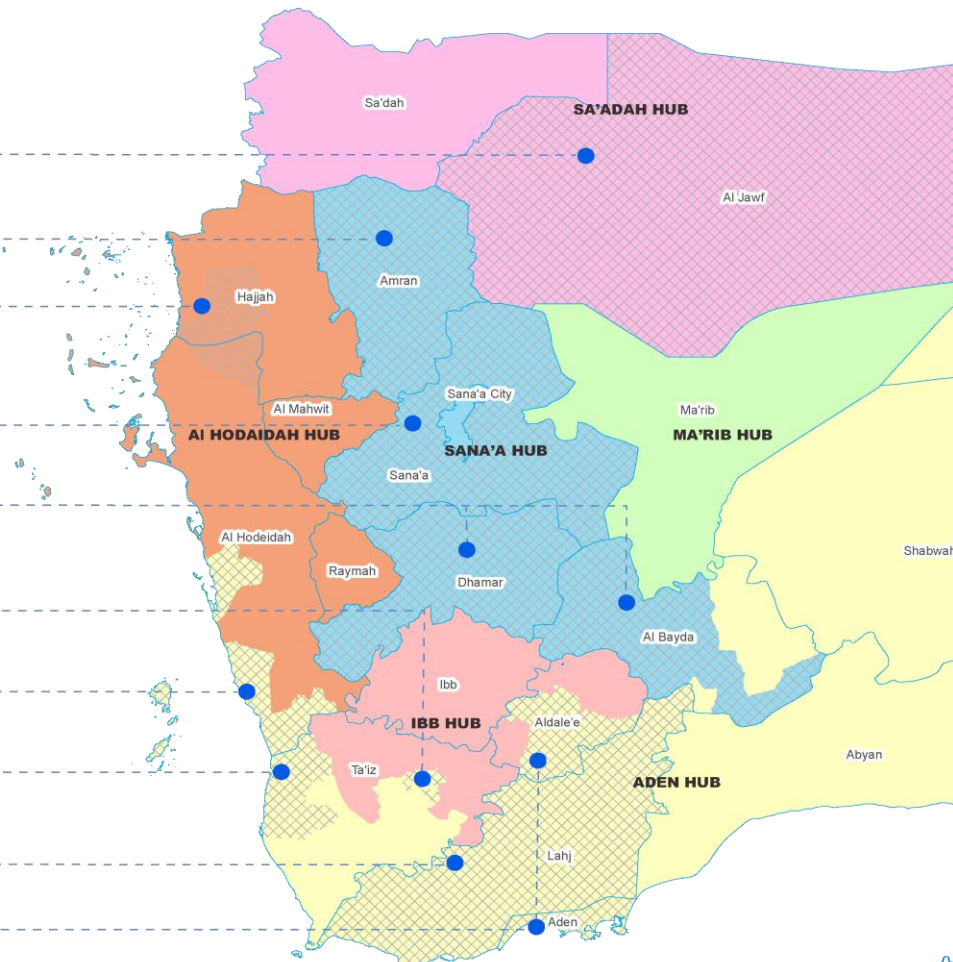 Sa'dah
SA'ADAH HUB
Al Jawf
Amran
Hajjah
Sana'a City
Al Mahwit
Ma'rib
Al HODAIDAH HUB
MA'RIB HUB
SANA'A HUB
Sana'a
Al Hodeidah
Shabwah
Raymah
Dhamar
Al Bayda
Ibb
IBB HUB
Aldale'e
Abyan
Ta'iz
ADEN HUB
Lahj
Aden